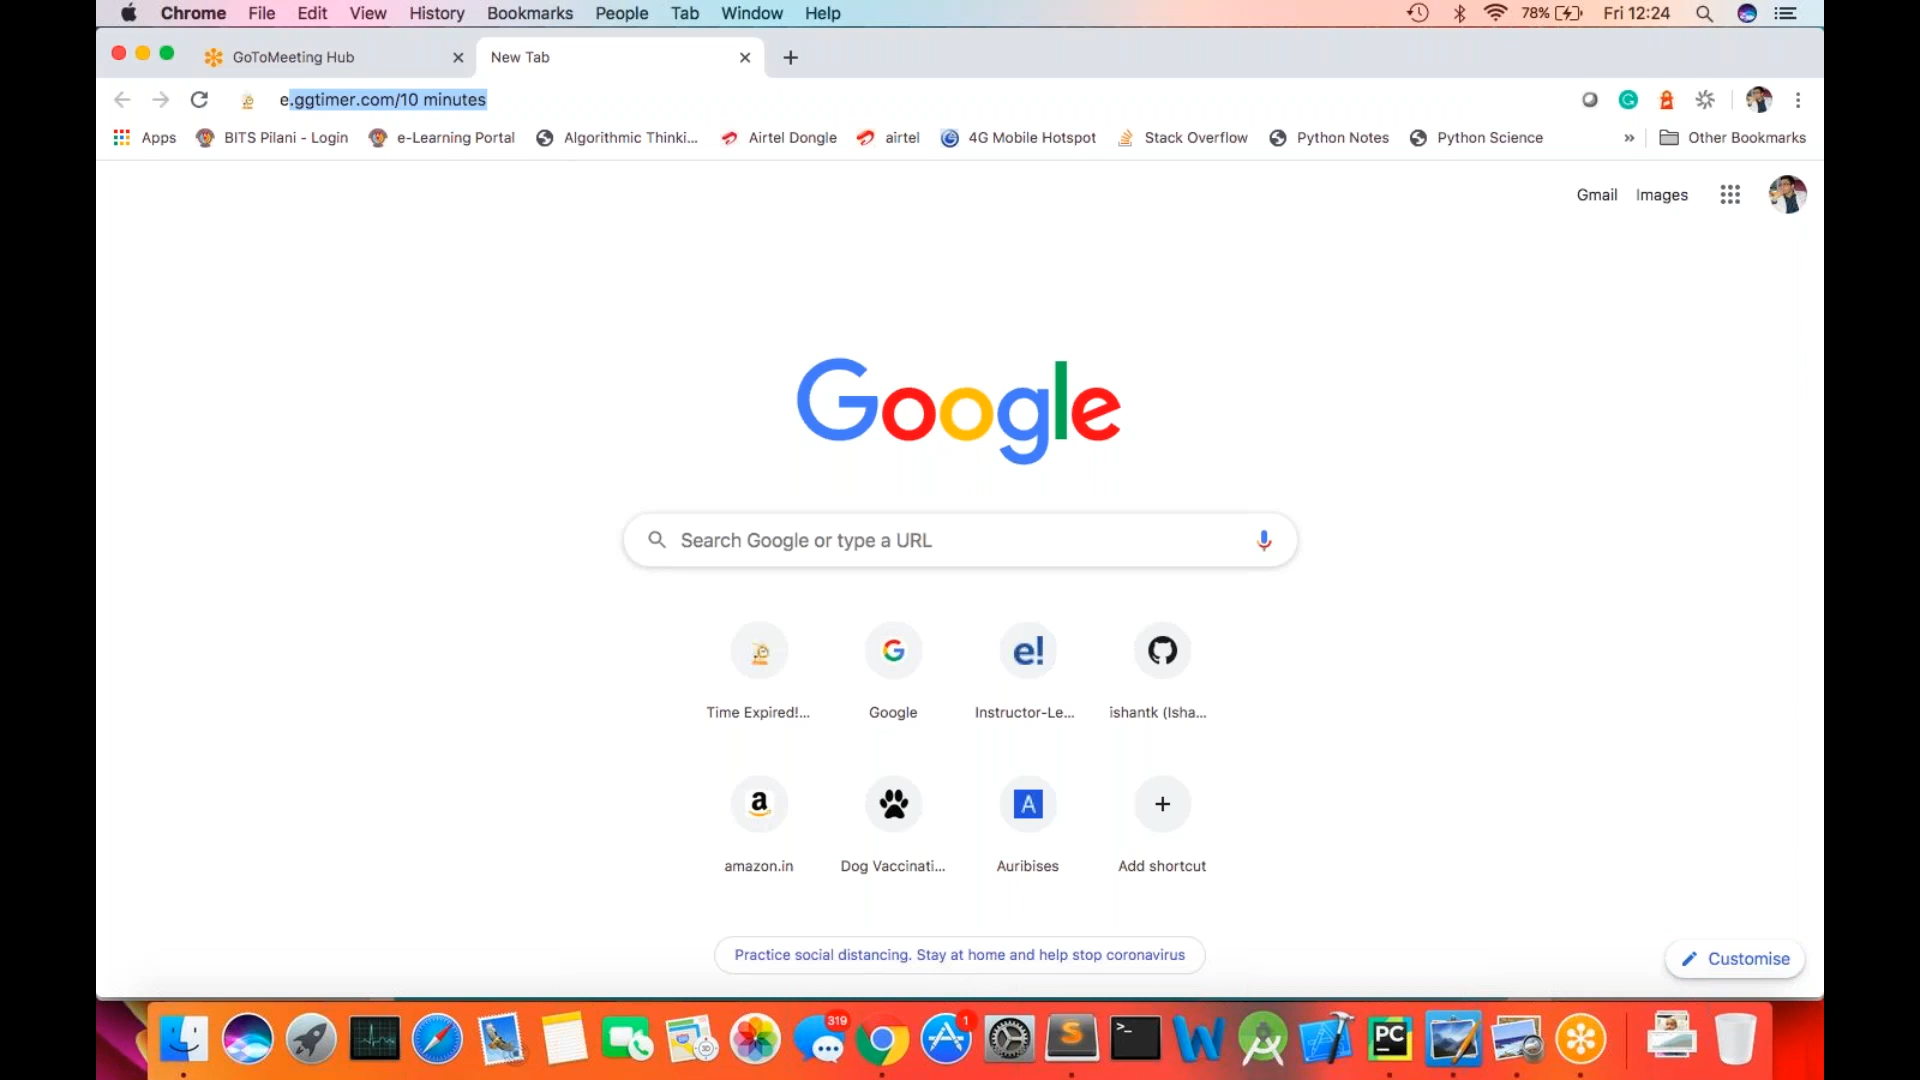 Chrome File Edit View History Bookmarks People Tab Window Help 78% Fri 12:24
GoToMeeting Hub New Tab
e.ggtimer.com/10 minutes
Apps BITS Pilani - Login e-Learning Portal Algorithmic Thinki... Airtel Dongle airtel 4G Mobile Hotspot Stack Overflow Python Notes Python Science » Other Bookmarks
Gmail Images
Google
Search Google or type a URL
Time Expired!... Google Instructor-Le... ishantk (Isha...
amazon.in Dog Vaccinati... Auribises Add shortcut
Practice social distancing. Stay at home and help stop coronavirus
Customise
319 1